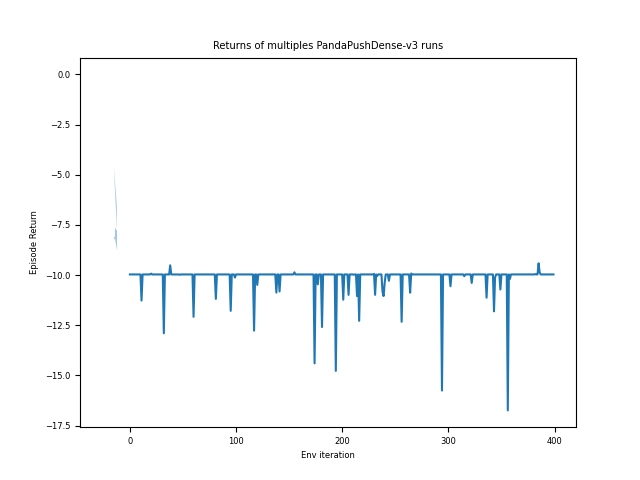 Returns of multiples PandaPushDense-v3 runs
0.0
−2.5
−5.0
−7.5
−10.0
−12.5
−15.0
−17.5
Episode Return
0 100 200 300 400
Env iteration